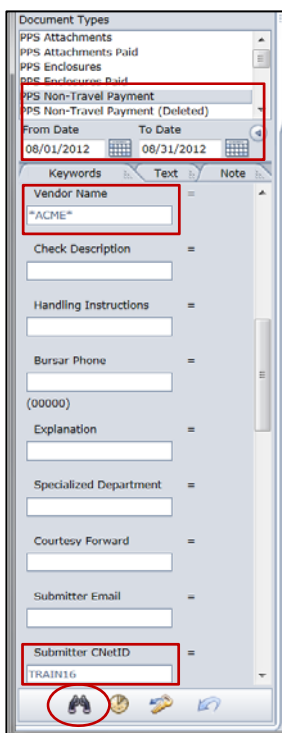 Document Types
PPS Attachments
PPS Attachments Paid
PPS Enclosures
PPS Enclosures Paid
PPS Non-Travel Payment
PPS Non-Travel Payment (Deleted)
From Date To Date
08/01/2012 08/31/2012
Keywords Text Note
Vendor Name =
*ACME*
Check Description =
Handling Instructions =
Bursar Phone =
(00000)
Explanation =
Specialized Department =
Courtesy Forward =
Submitter Email =
Submitter CNetID =
TRAIN16